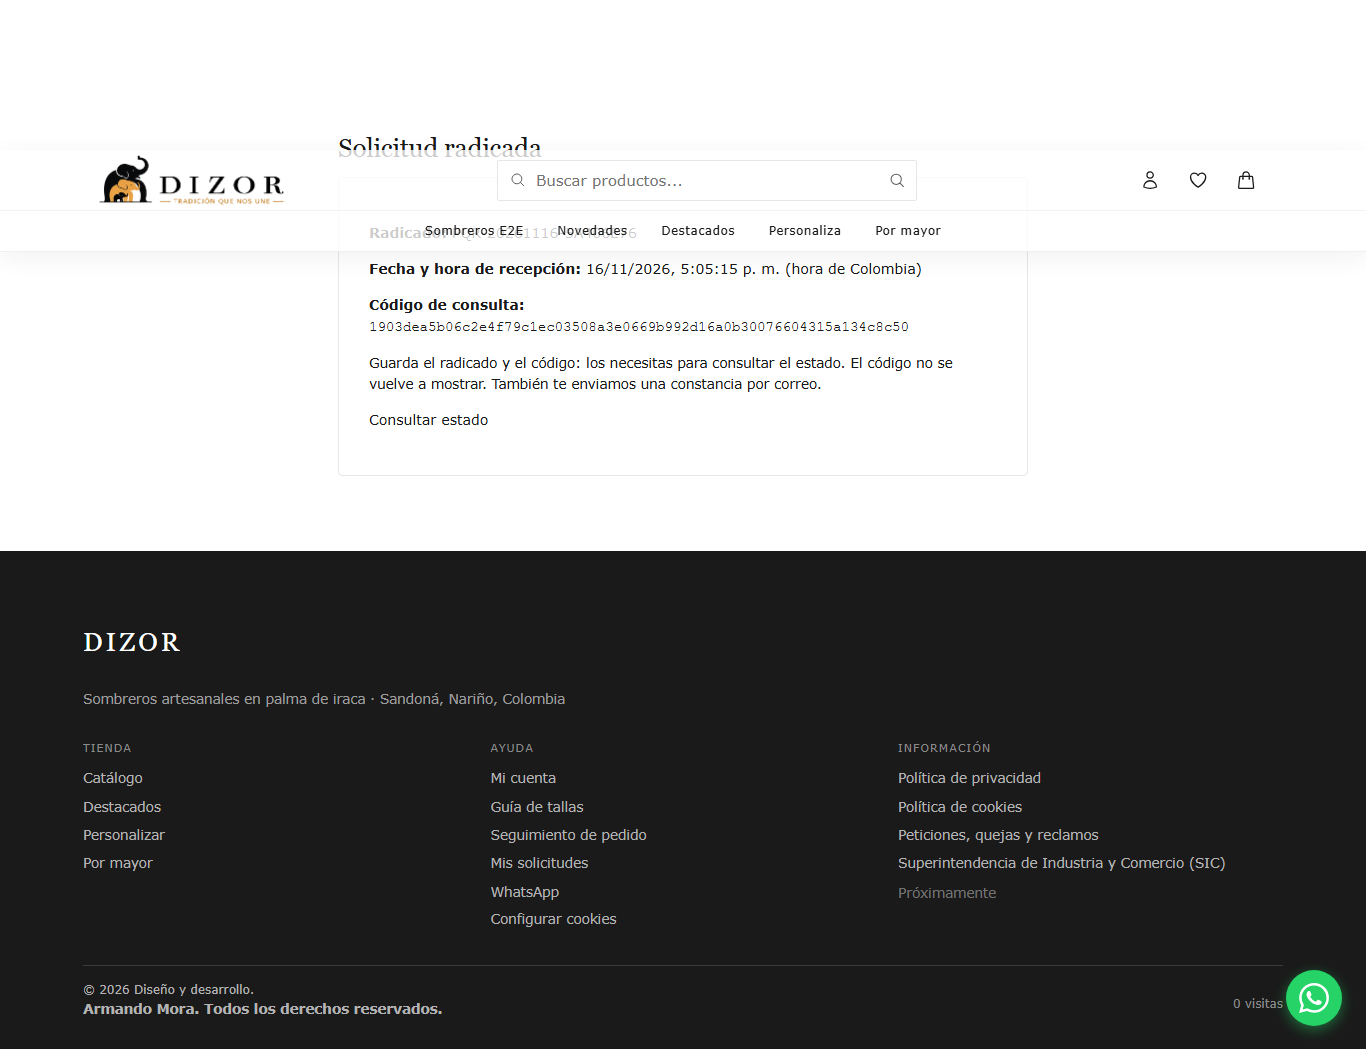 Solicitud radicada
DIZOR
TRADICIÓN QUE NOS UNE
Buscar productos...
Sombreros E2E
Novedades
Destacados
Personaliza
Por mayor
Radicado:
Fecha y hora de recepción: 16/11/2026, 5:05:15 p. m. (hora de Colombia)
Código de consulta:
1903dea5b06c2e4f79c1ec03508a3e0669b992d16a0b30076604315a134c8c50
Guarda el radicado y el código: los necesitas para consultar el estado. El código no se
vuelve a mostrar. También te enviamos una constancia por correo.
Consultar estado
DIZOR
Sombreros artesanales en palma de iraca · Sandoná, Nariño, Colombia
TIENDA
Catálogo
Destacados
Personalizar
Por mayor
AYUDA
Mi cuenta
Guía de tallas
Seguimiento de pedido
Mis solicitudes
WhatsApp
Configurar cookies
INFORMACIÓN
Política de privacidad
Política de cookies
Peticiones, quejas y reclamos
Superintendencia de Industria y Comercio (SIC)
Próximamente
© 2026 Diseño y desarrollo.
Armando Mora. Todos los derechos reservados.
0 visitas